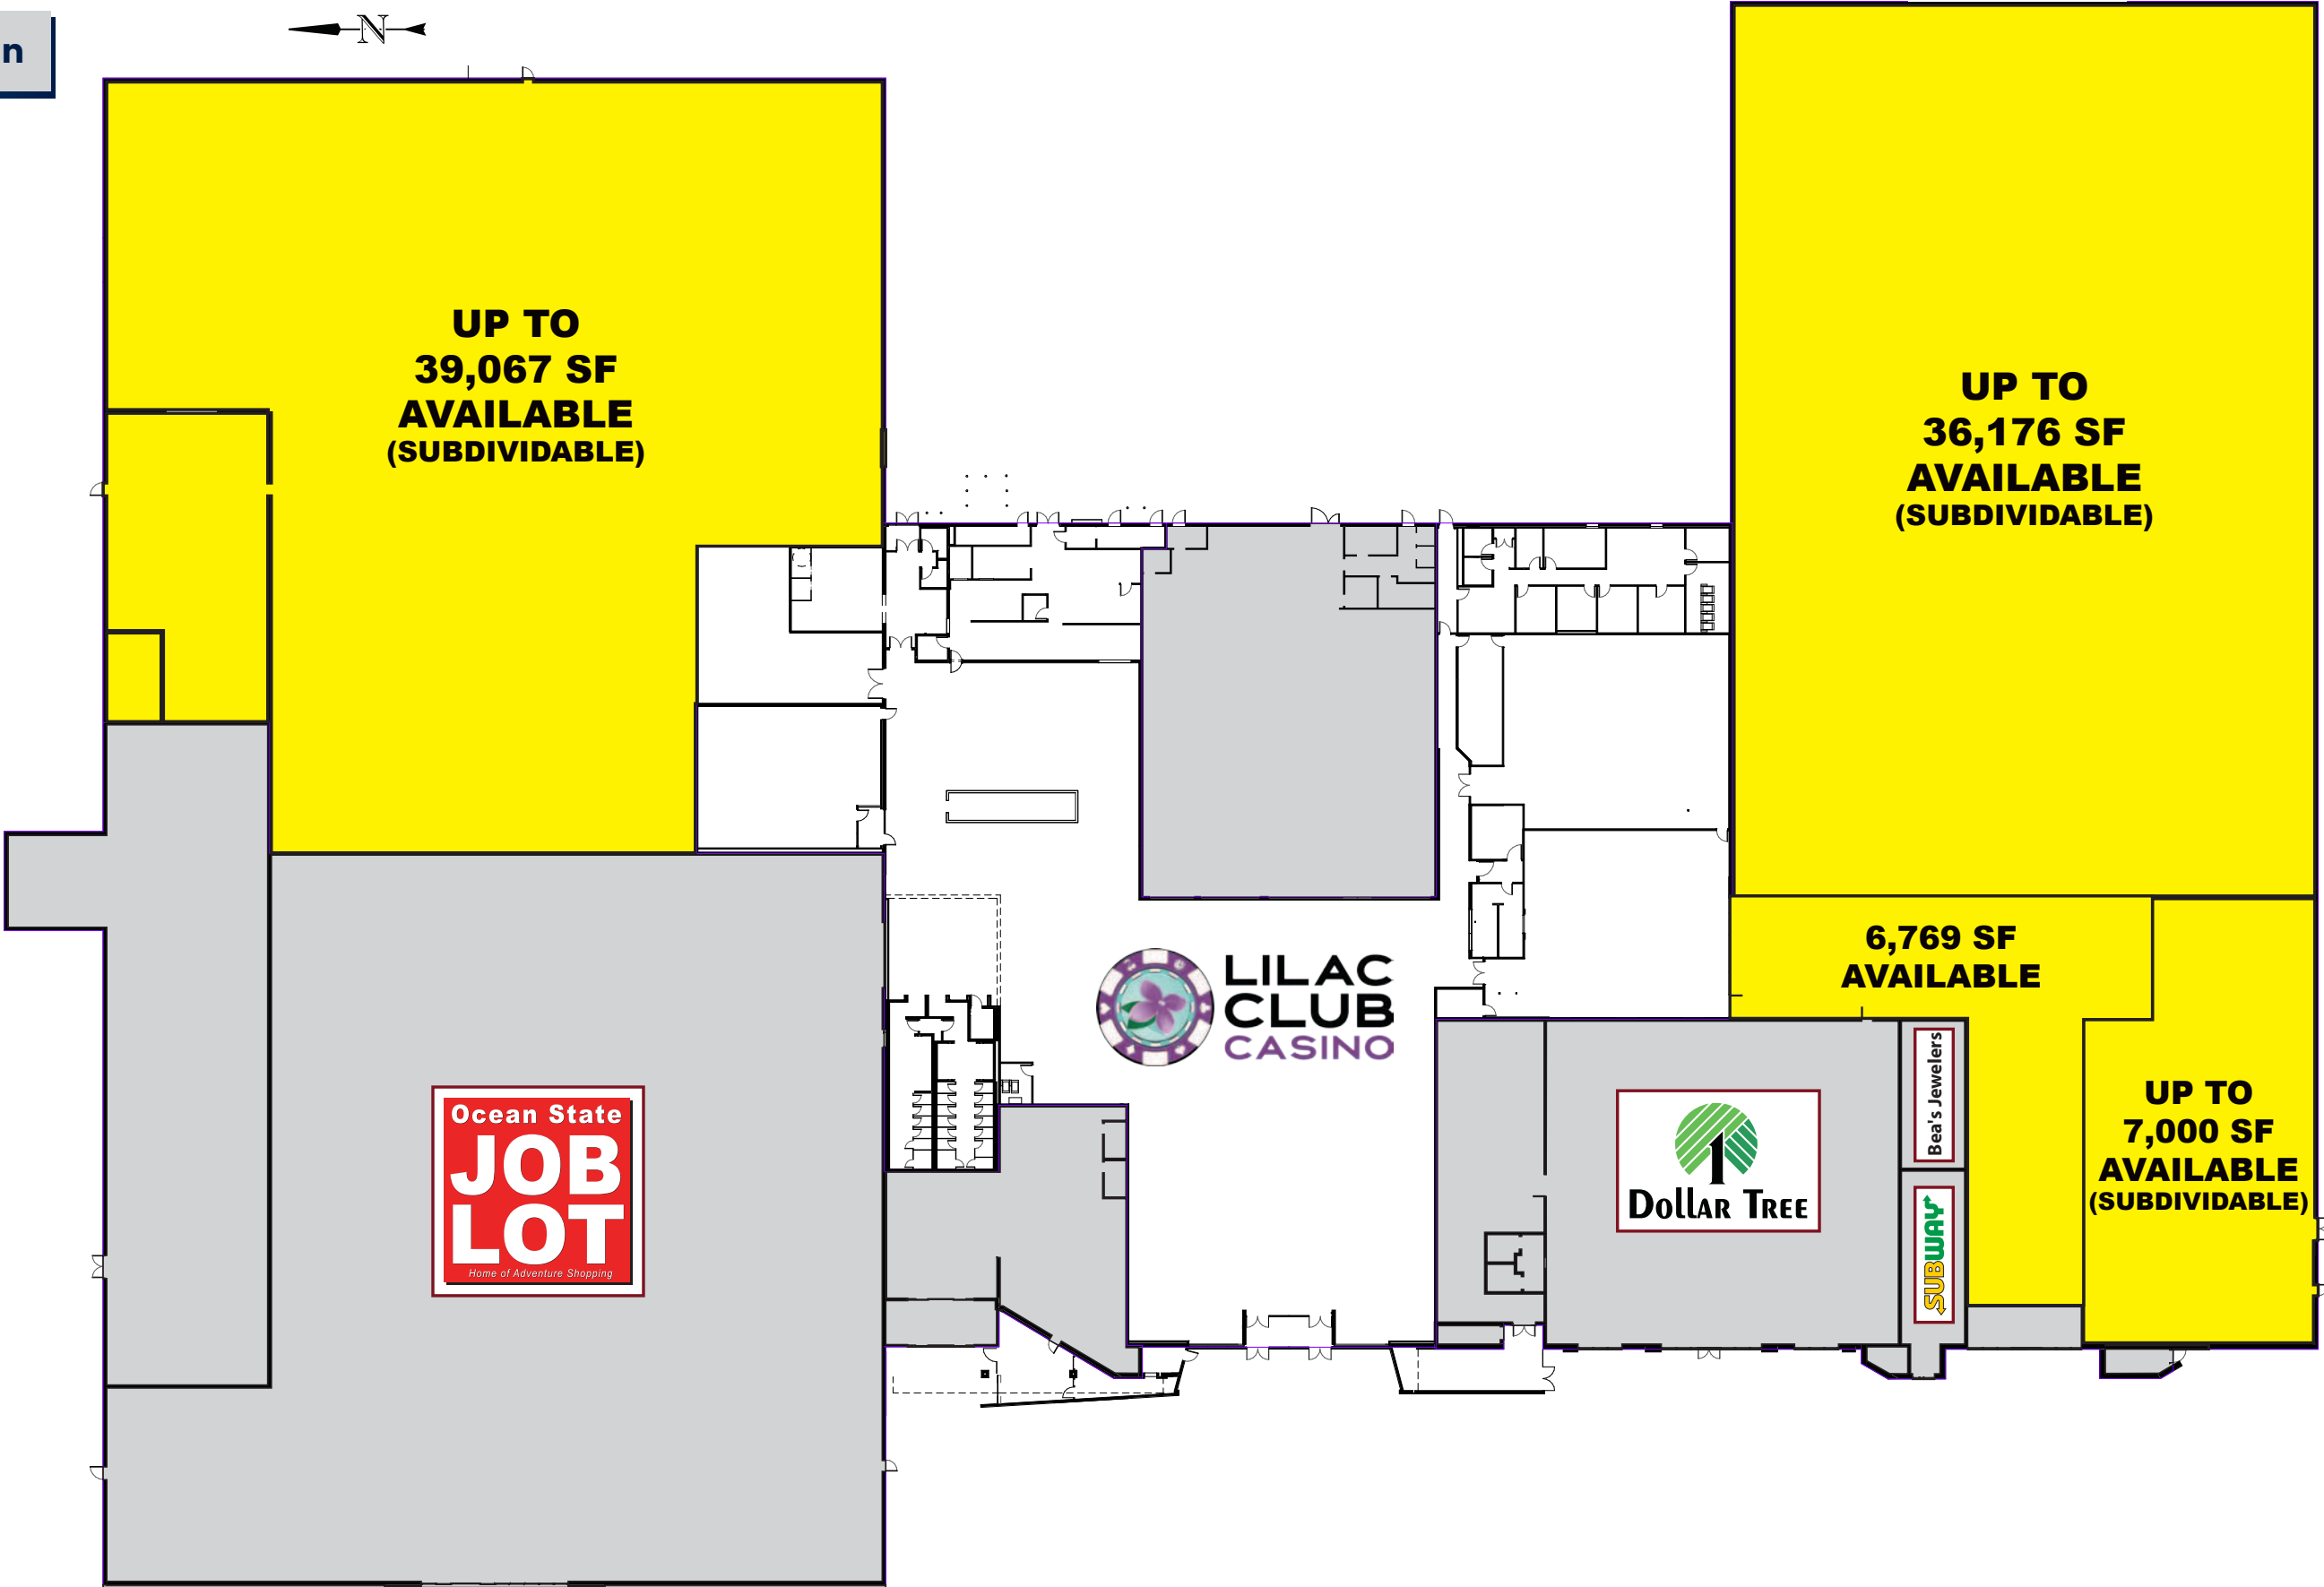 n
N
UP TO
39,067 SF
AVAILABLE
(SUBDIVIDABLE)
UP TO
36,176 SF
AVAILABLE
(SUBDIVIDABLE)
6,769 SF
AVAILABLE
LILAC
CLUB
CASINO
Ocean State
JOB
LOT
Home of Adventure Shopping
DOLLAR TREE
Bea's Jewelers
SUBWAY
UP TO
7,000 SF
AVAILABLE
(SUBDIVIDABLE)